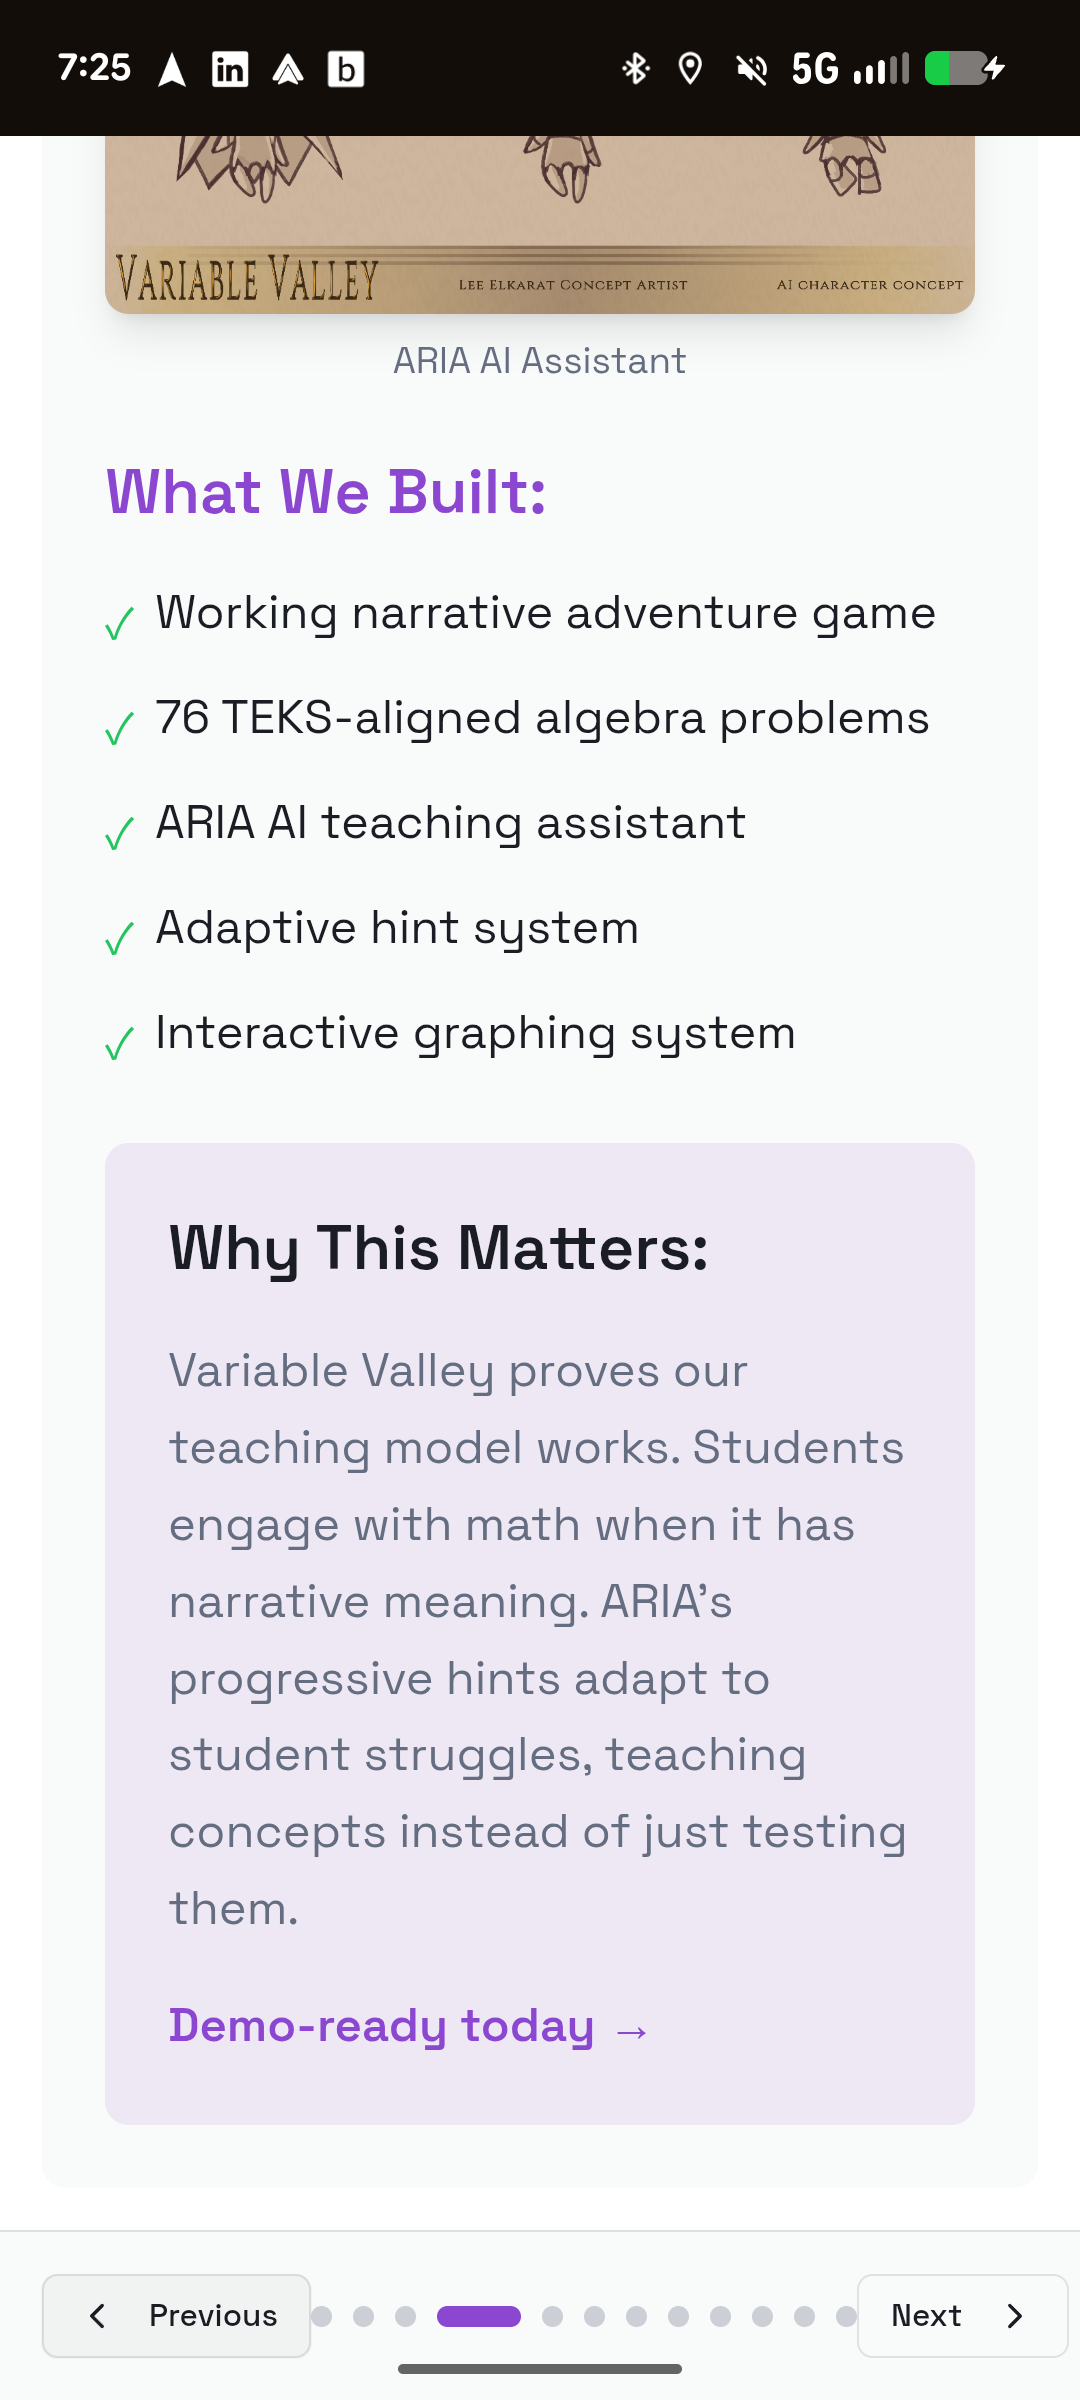 7:25
in
b
5G
VARIABLE VALLEY
LEE ELKARAT CONCEPT ARTIST
AI CHARACTER CONCEPT
ARIA AI Assistant
What We Built:
✓ Working narrative adventure game
✓ 76 TEKS-aligned algebra problems
✓ ARIA AI teaching assistant
✓ Adaptive hint system
✓ Interactive graphing system
Why This Matters:
Variable Valley proves our
teaching model works. Students
engage with math when it has
narrative meaning. ARIA's
progressive hints adapt to
student struggles, teaching
concepts instead of just testing
them.
Demo-ready today →
Previous
Next